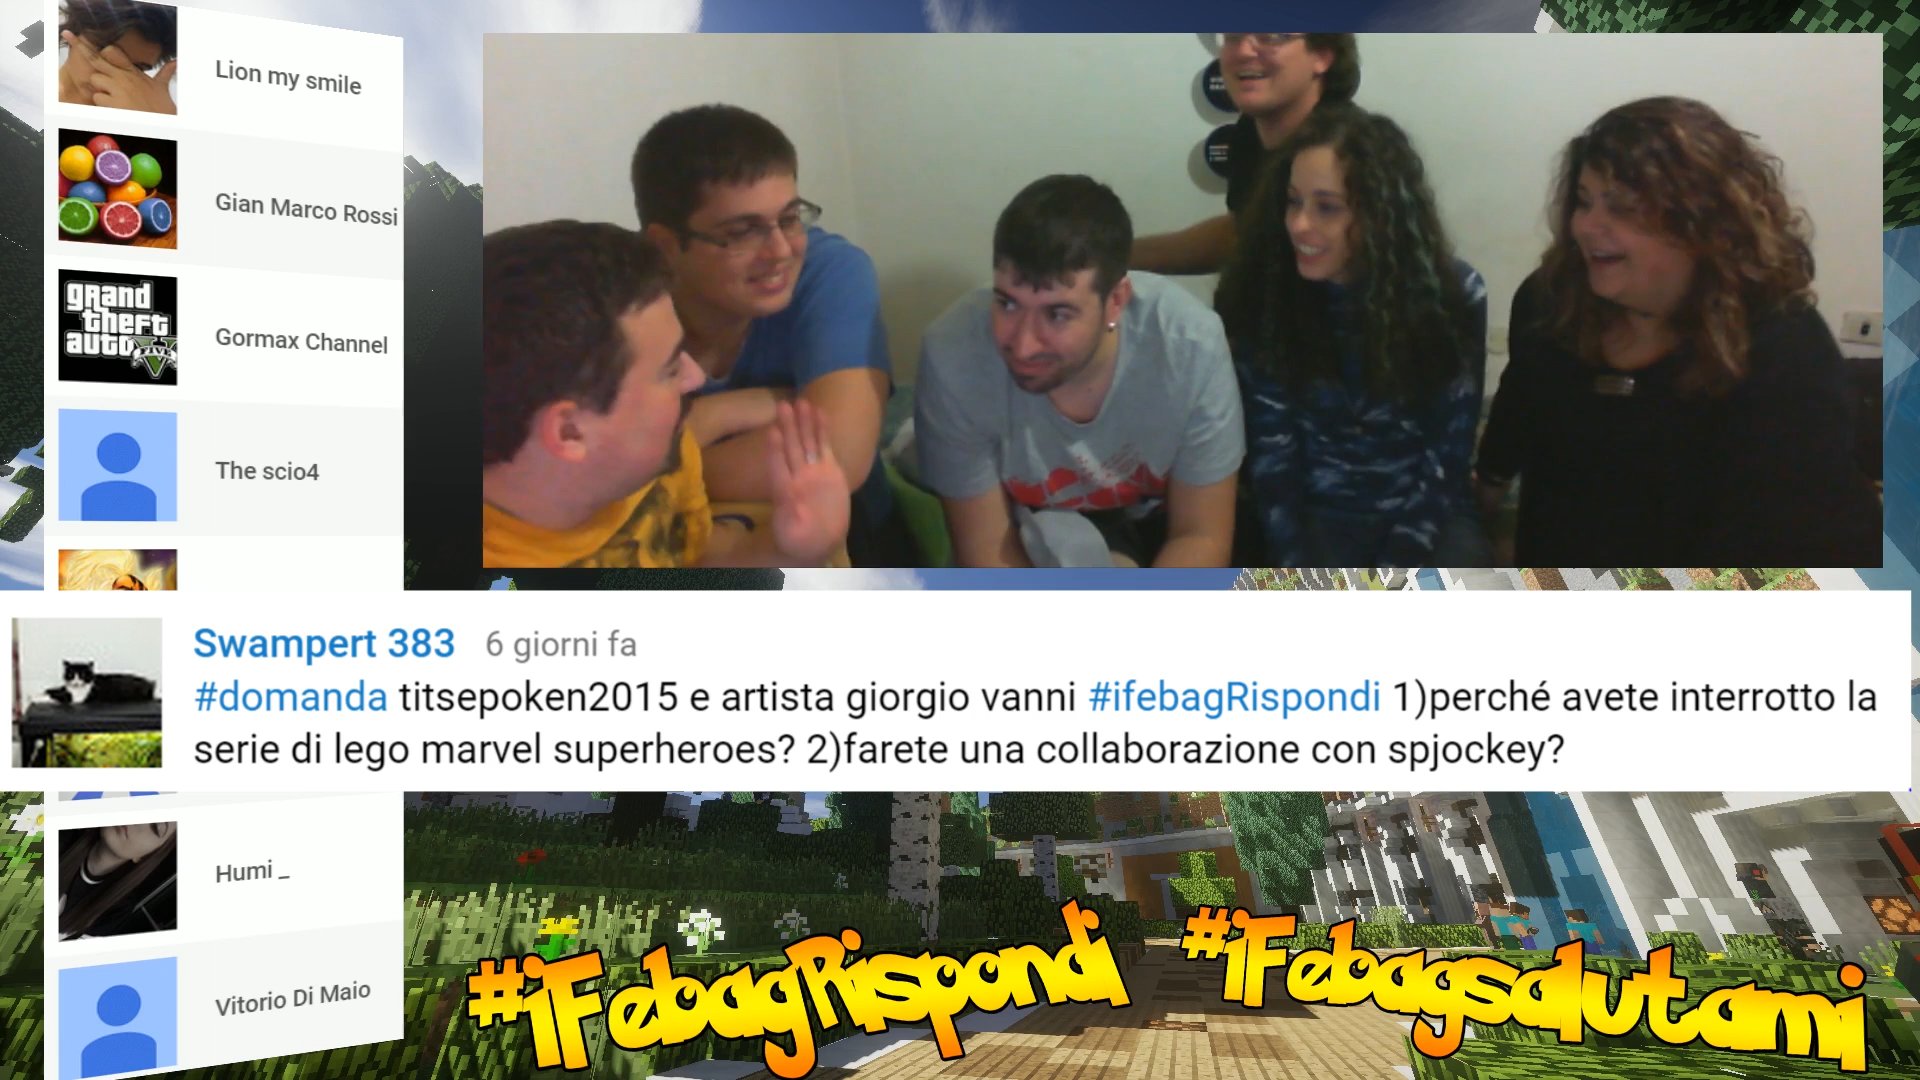 Lion my smile
Gian Marco Rossi
grand
theft
auto
FIVE
Gormax Channel
The scio4
Swampert 383 6 giorni fa
#domanda titsepoken2015 e artista giorgio vanni #ifebagRispondi 1)perché avete interrotto la
serie di lego marvel superheroes? 2)farete una collaborazione con spjockey?
Humi _
Vitorio Di Maio
#iFebagRispondi
#iFebagsalutami